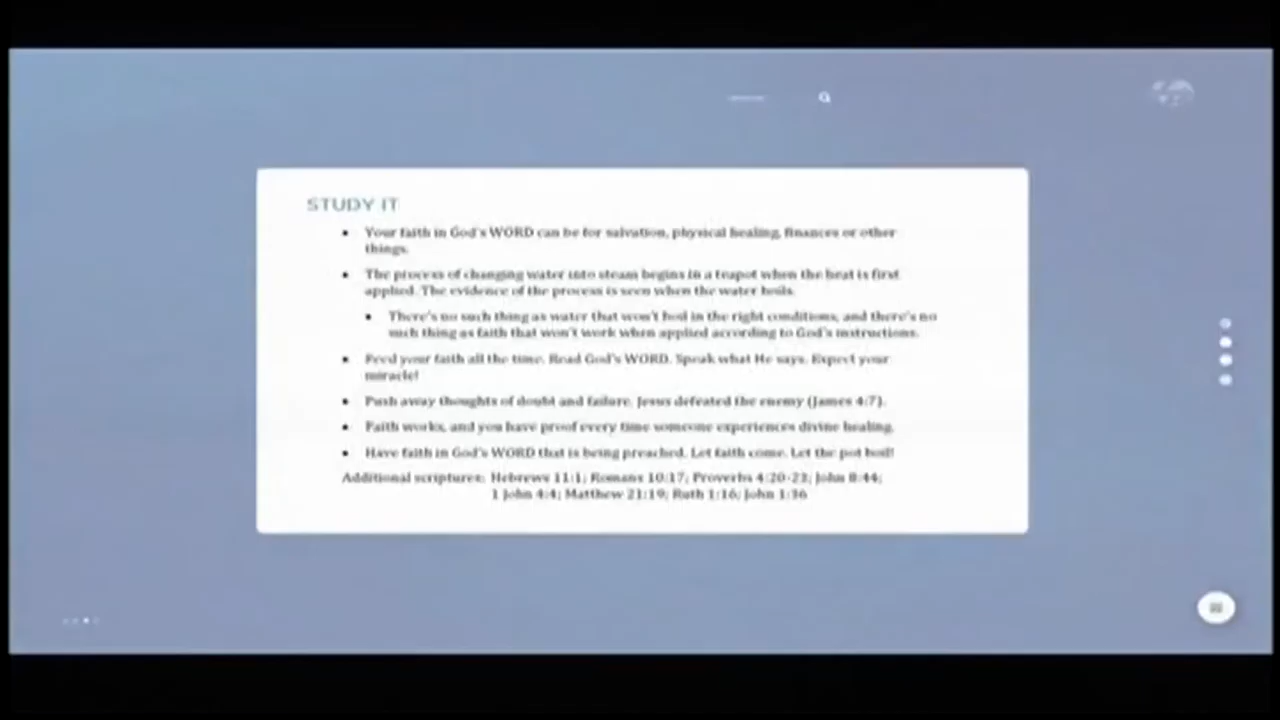 STUDY IT
• Your faith in God's WORD can be for salvation, physical healing, finances or other
things.
• The process of changing water into steam begins in a teapot when the heat is first
applied. The evidence of the process is seen when the water boils.
• There's no such thing as water that won't boil in the right conditions, and there's no
such thing as faith that won't work when applied according to God's instructions.
• Feed your faith all the time. Read God's WORD. Speak what He says. Expect your
miracle!
• Push away thoughts of doubt and failure. Jesus defeated the enemy (James 4:7).
• Faith works, and you have proof every time someone experiences divine healing.
• Have faith in God's WORD that is being preached. Let faith come. Let the pot boil!
Additional scriptures: Hebrews 11:1; Romans 10:17; Proverbs 4:20-23; John 8:44;
1 John 4:4; Matthew 21:19; Ruth 1:16; John 1:36